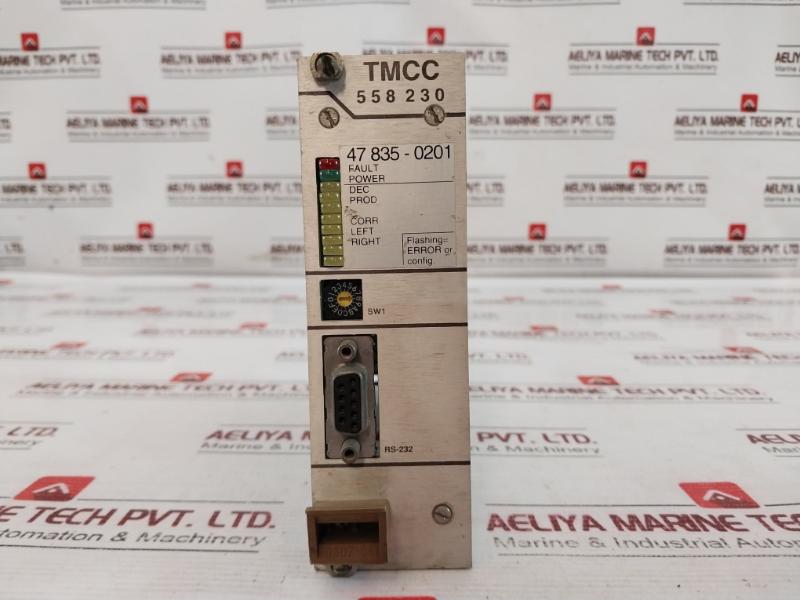 TMCC
558 230
47 835 - 0201
FAULT
POWER
DEC
PROD
CORR
LEFT
RIGHT
Flashing=
ERROR gr.
config.
SW1
RS-232
AELIYA MARINE TECH PVT. LTD.
Marine & Industrial Automation & Machinery